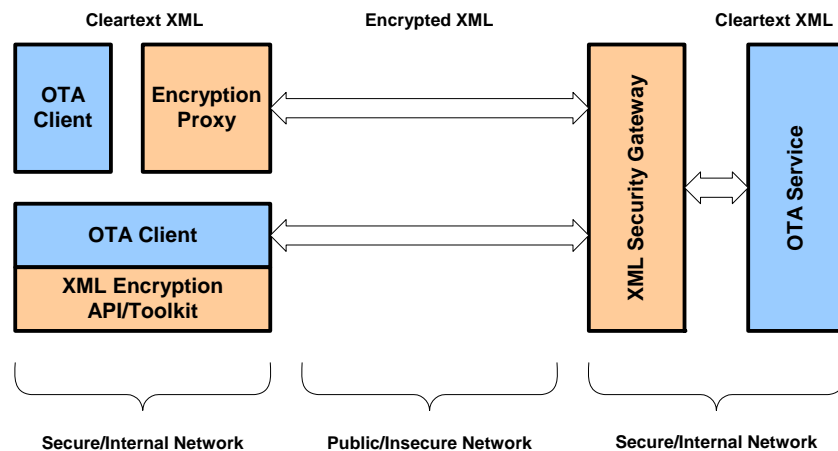 Cleartext XML
Encrypted XML
Cleartext XML
OTA
Client
Encryption
Proxy
XML Security Gateway
OTA Service
OTA Client
XML Encryption
API/Toolkit
Secure/Internal Network
Public/Insecure Network
Secure/Internal Network